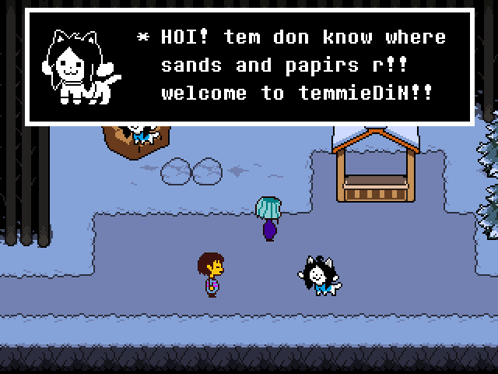 * HOI! tem don know where
sands and papirs r!!
welcome to temmieDiN!!